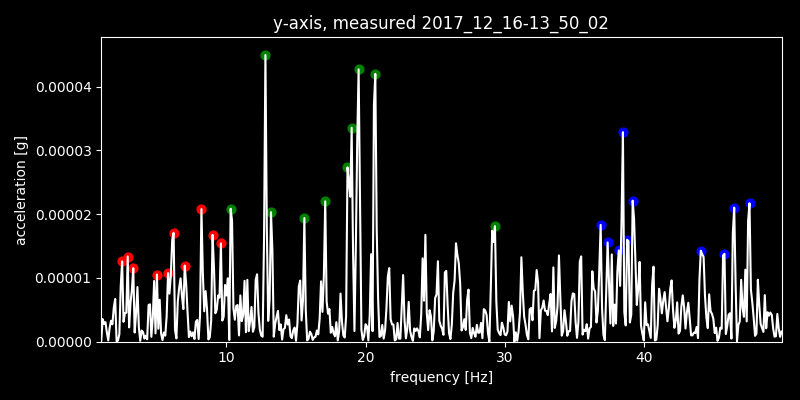 y-axis, measured 2017_12_16-13_50_02
0.00004
0.00003
0.00002
0.00001
0.00000
acceleration [g]
10 20 30 40
frequency [Hz]